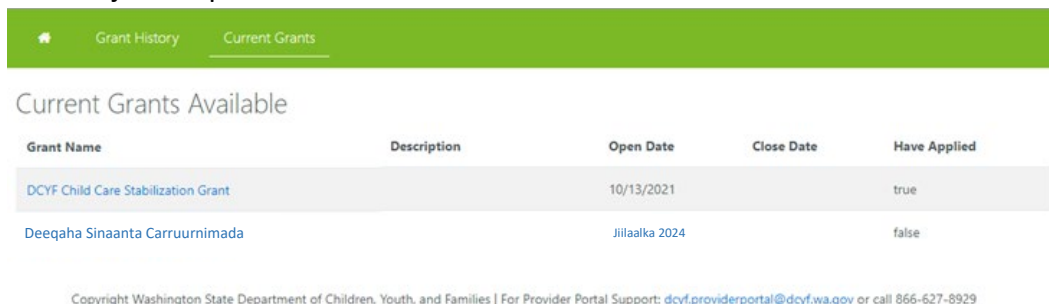 Grant History Current Grants
Current Grants Available
Grant Name Description Open Date Close Date Have Applied
DCYF Child Care Stabilization Grant 10/13/2021 true
Deeqaha Sinaanta Carruurnimada Jiilaalka 2024 false
Copyright Washington State Department of Children, Youth, and Families | For Provider Portal Support: dcyf.providerportal@dcyf.wa.gov or call 866-627-8929